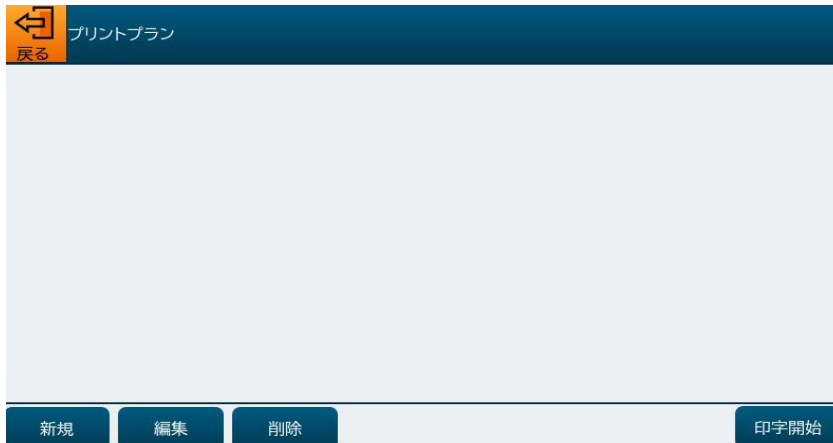 プリントプラン
戻る
新規
編集
削除
印字開始